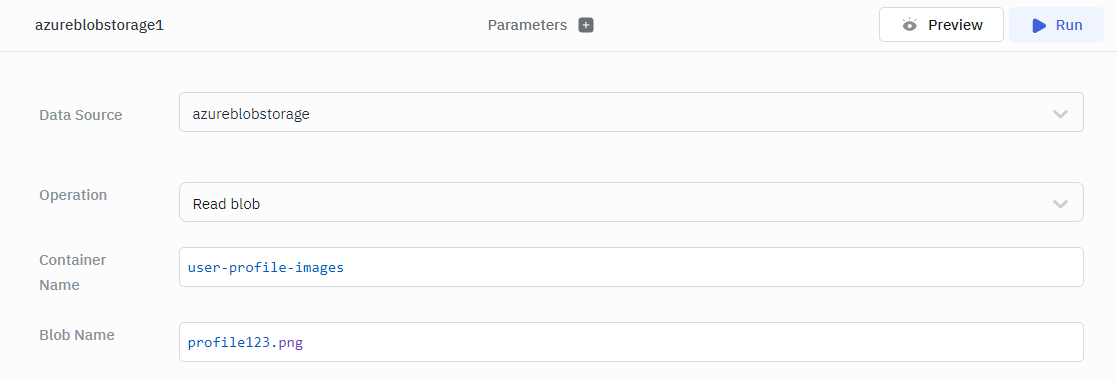 azureblobstorage1 Parameters Preview Run
Data Source azureblobstorage
Operation Read blob
Container
Name user-profile-images
Blob Name profile123.png